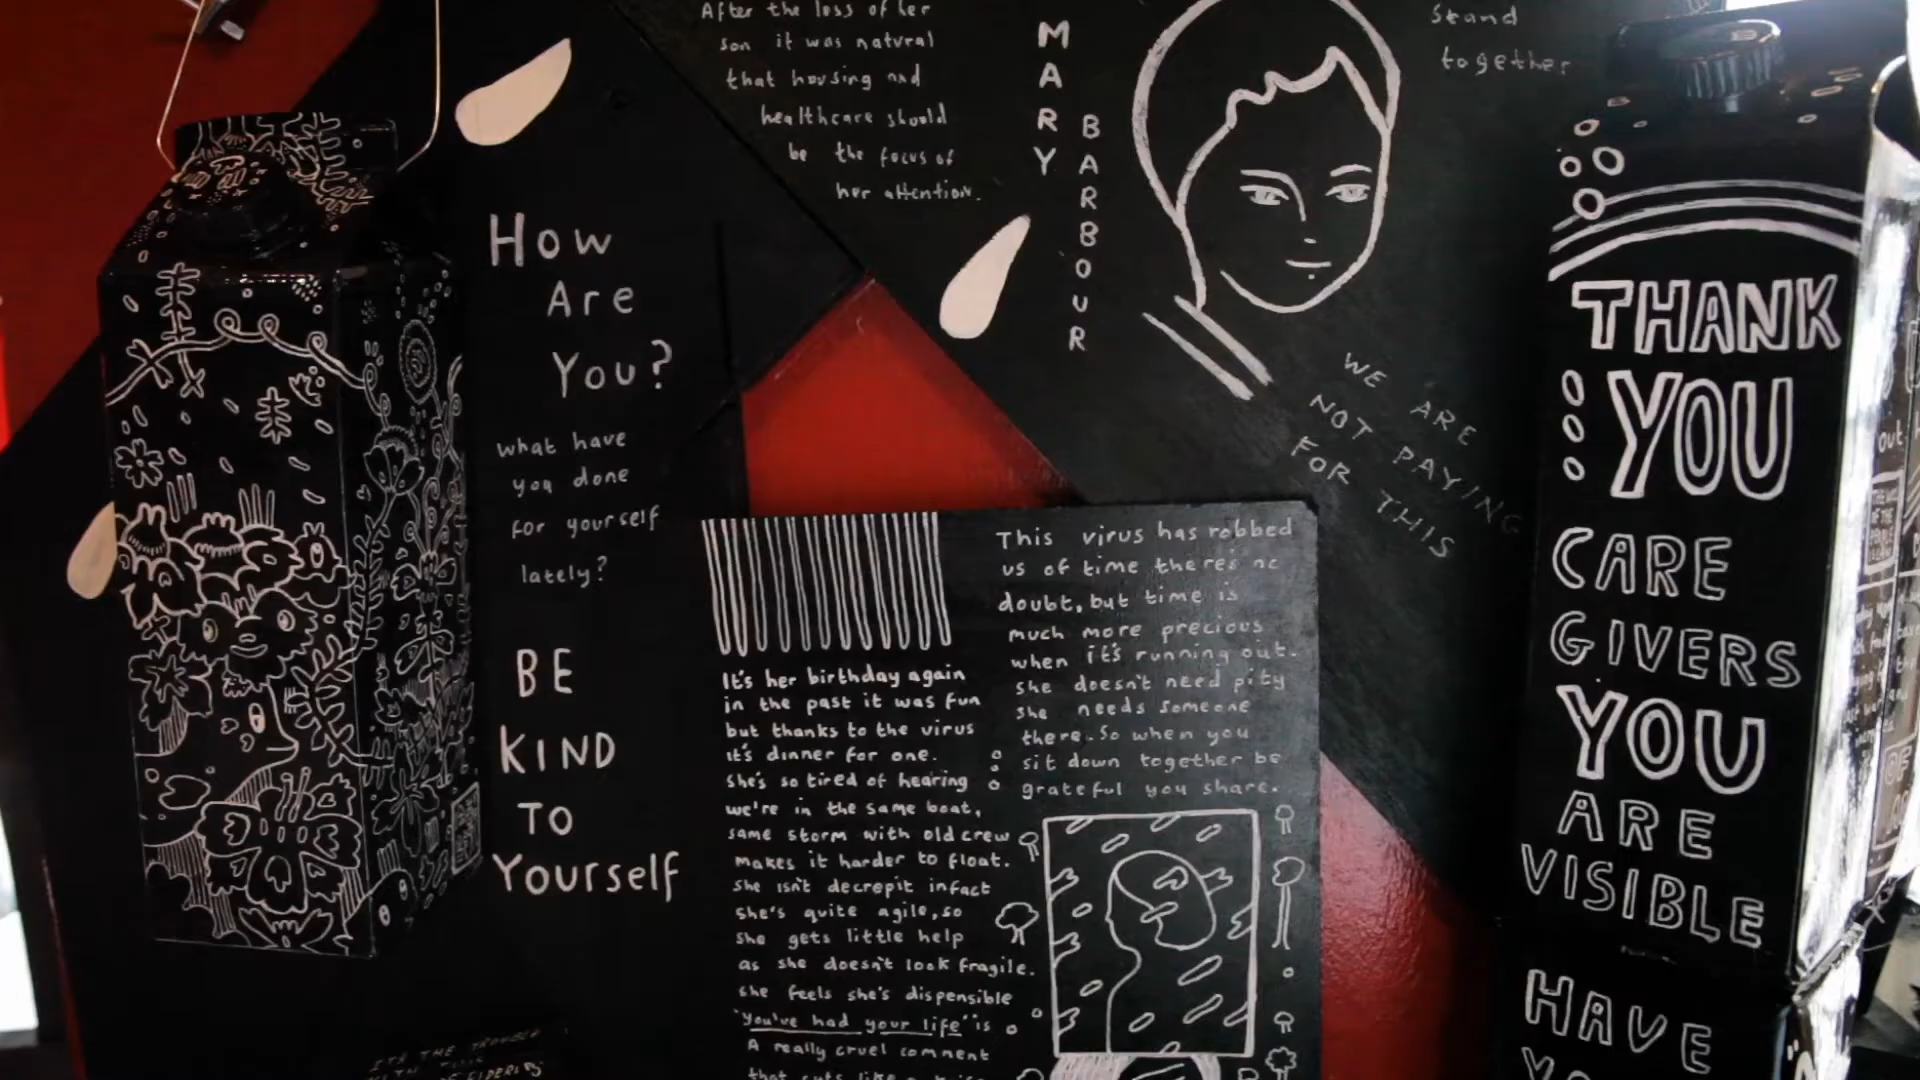 After the loss of her
son it was natural
that housing and
healthcare should
be the focus of
her attention.
MARY
BARBOUR
Stand
together
WE ARE
NOT PAYING
FOR THIS
How
Are
You?
what have
you done
for yourself
lately?
BE
KIND
TO
Yourself
It's her birthday again
in the past it was fun
but thanks to the virus
it's dinner for one.
She's so tired of hearing
we're in the same boat,
same storm with old crew
makes it harder to float.
She isn't decrepit infact
She's quite agile, so
she gets little help
as she doesn't look fragile.
she feels she's dispensible
"You've had your life" is
A really cruel comment
that cuts like a
This virus has robbed
us of time there's no
doubt, but time is
much more precious
when it's running out.
she doesn't need pity
she needs someone
there. So when you
sit down together be
grateful you share.
THANK
YOU
CARE
GIVERS
YOU
ARE
VISIBLE
HAVE
out
OF